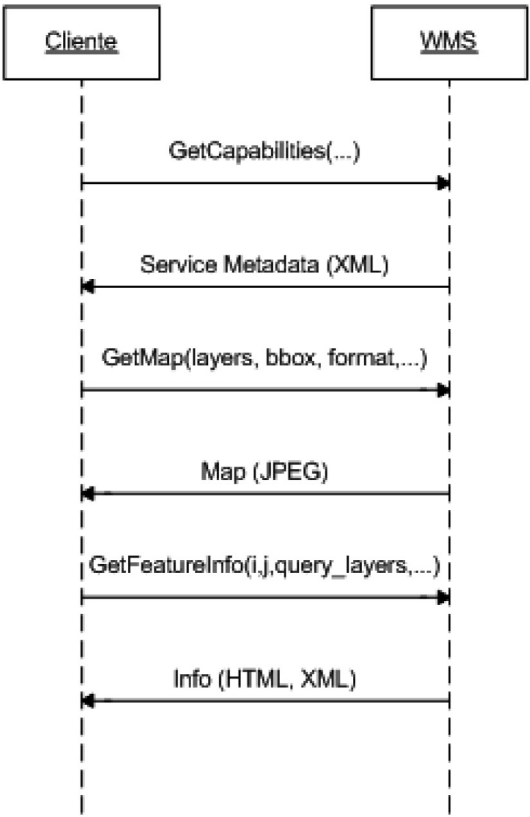 Cliente
WMS
GetCapabilities(...)
Service Metadata (XML)
GetMap(layers, bbox, format,...)
Map (JPEG)
GetFeatureInfo(i,j,query_layers,...)
Info (HTML, XML)